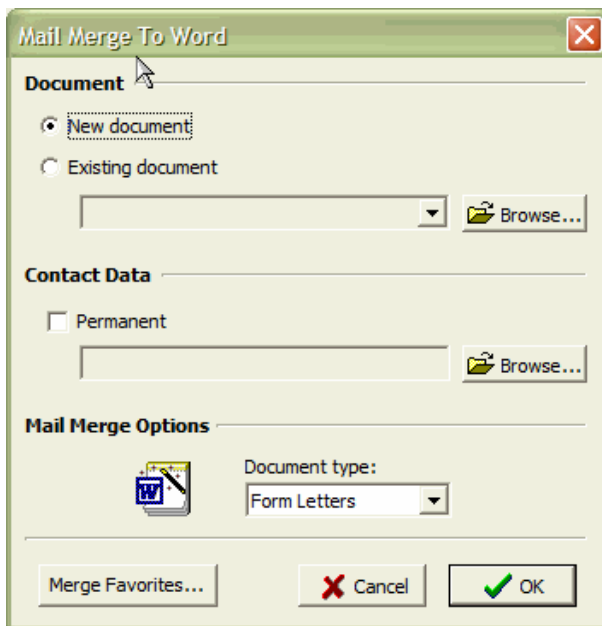 Mail Merge To Word
Document
New document
Existing document
Browse...
Contact Data
Permanent
Browse...
Mail Merge Options
Document type:
W
Form Letters
Merge Favorites...
Cancel
OK